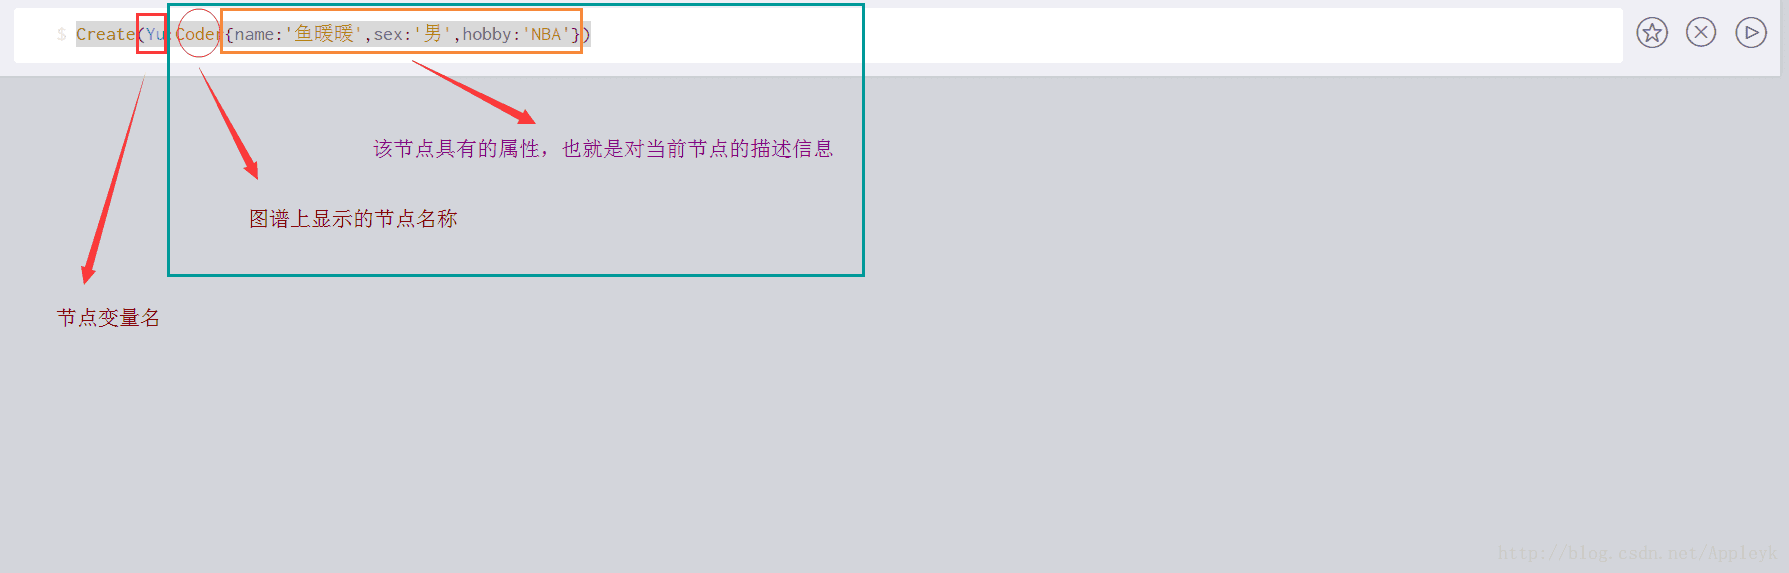 $ Create(Yu:Coder{name:'鱼暖暖',sex:'男',hobby:'NBA'})
该节点具有的属性，也就是对当前节点的描述信息
图谱上显示的节点名称
节点变量名
http://blog.csdn.net/Appleyk